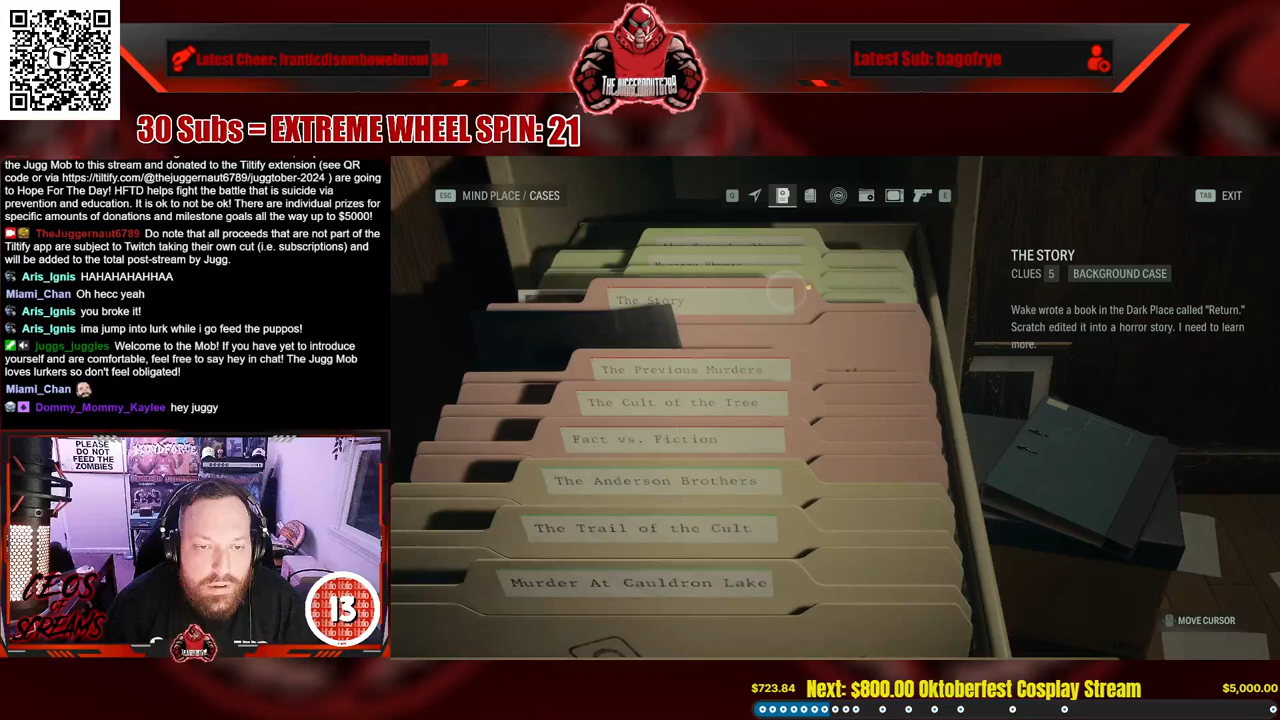 Latest Cheer: franticdisembowelment 50
THEJUGGERNAUT6789
Latest Sub: bagofrye
30 Subs = EXTREME WHEEL SPIN: 21
the Jugg Mob to this stream and donated to the Tiltify extension (see QR
code or via https://tiltify.com/@thejuggernaut6789/juggtober-2024 ) are going
to Hope For The Day! HFTD helps fight the battle that is suicide via
prevention and education. It is ok to not be ok! There are individual prizes for
specific amounts of donations and milestone goals all the way up to $5000!
TheJuggernaut6789 Do note that all proceeds that are not part of the
Tiltify app are subject to Twitch taking their own cut (i.e. subscriptions) and
will be added to the total post-stream by Jugg.
Aris_Ignis HAHAHAHAHHAA
Miami_Chan Oh hecc yeah
Aris_Ignis you broke it!
Aris_Ignis ima jump into lurk while i go feed the puppos!
juggs_juggies Welcome to the Mob! If you have yet to introduce
yourself and are comfortable, feel free to say hey in chat! The Jugg Mob
loves lurkers so don't feel obligated!
Miami_Chan
Dommy_Mommy_Kaylee hey juggy
PLEASE
DO NOT
FEED THE
ZOMBIES
MINDFORCE
CEOS
OF
SCREAMS
13
ESC MIND PLACE / CASES
Q
E
TAB EXIT
The Story
The Previous Murders
The Cult of the Tree
Fact vs. Fiction
The Anderson Brothers
The Trail of the Cult
Murder At Cauldron Lake
THE STORY
CLUES 5 BACKGROUND CASE
Wake wrote a book in the Dark Place called "Return."
Scratch edited it into a horror story. I need to learn
more.
MOVE CURSOR
$723.84 Next: $800.00 Oktoberfest Cosplay Stream $5,000.00